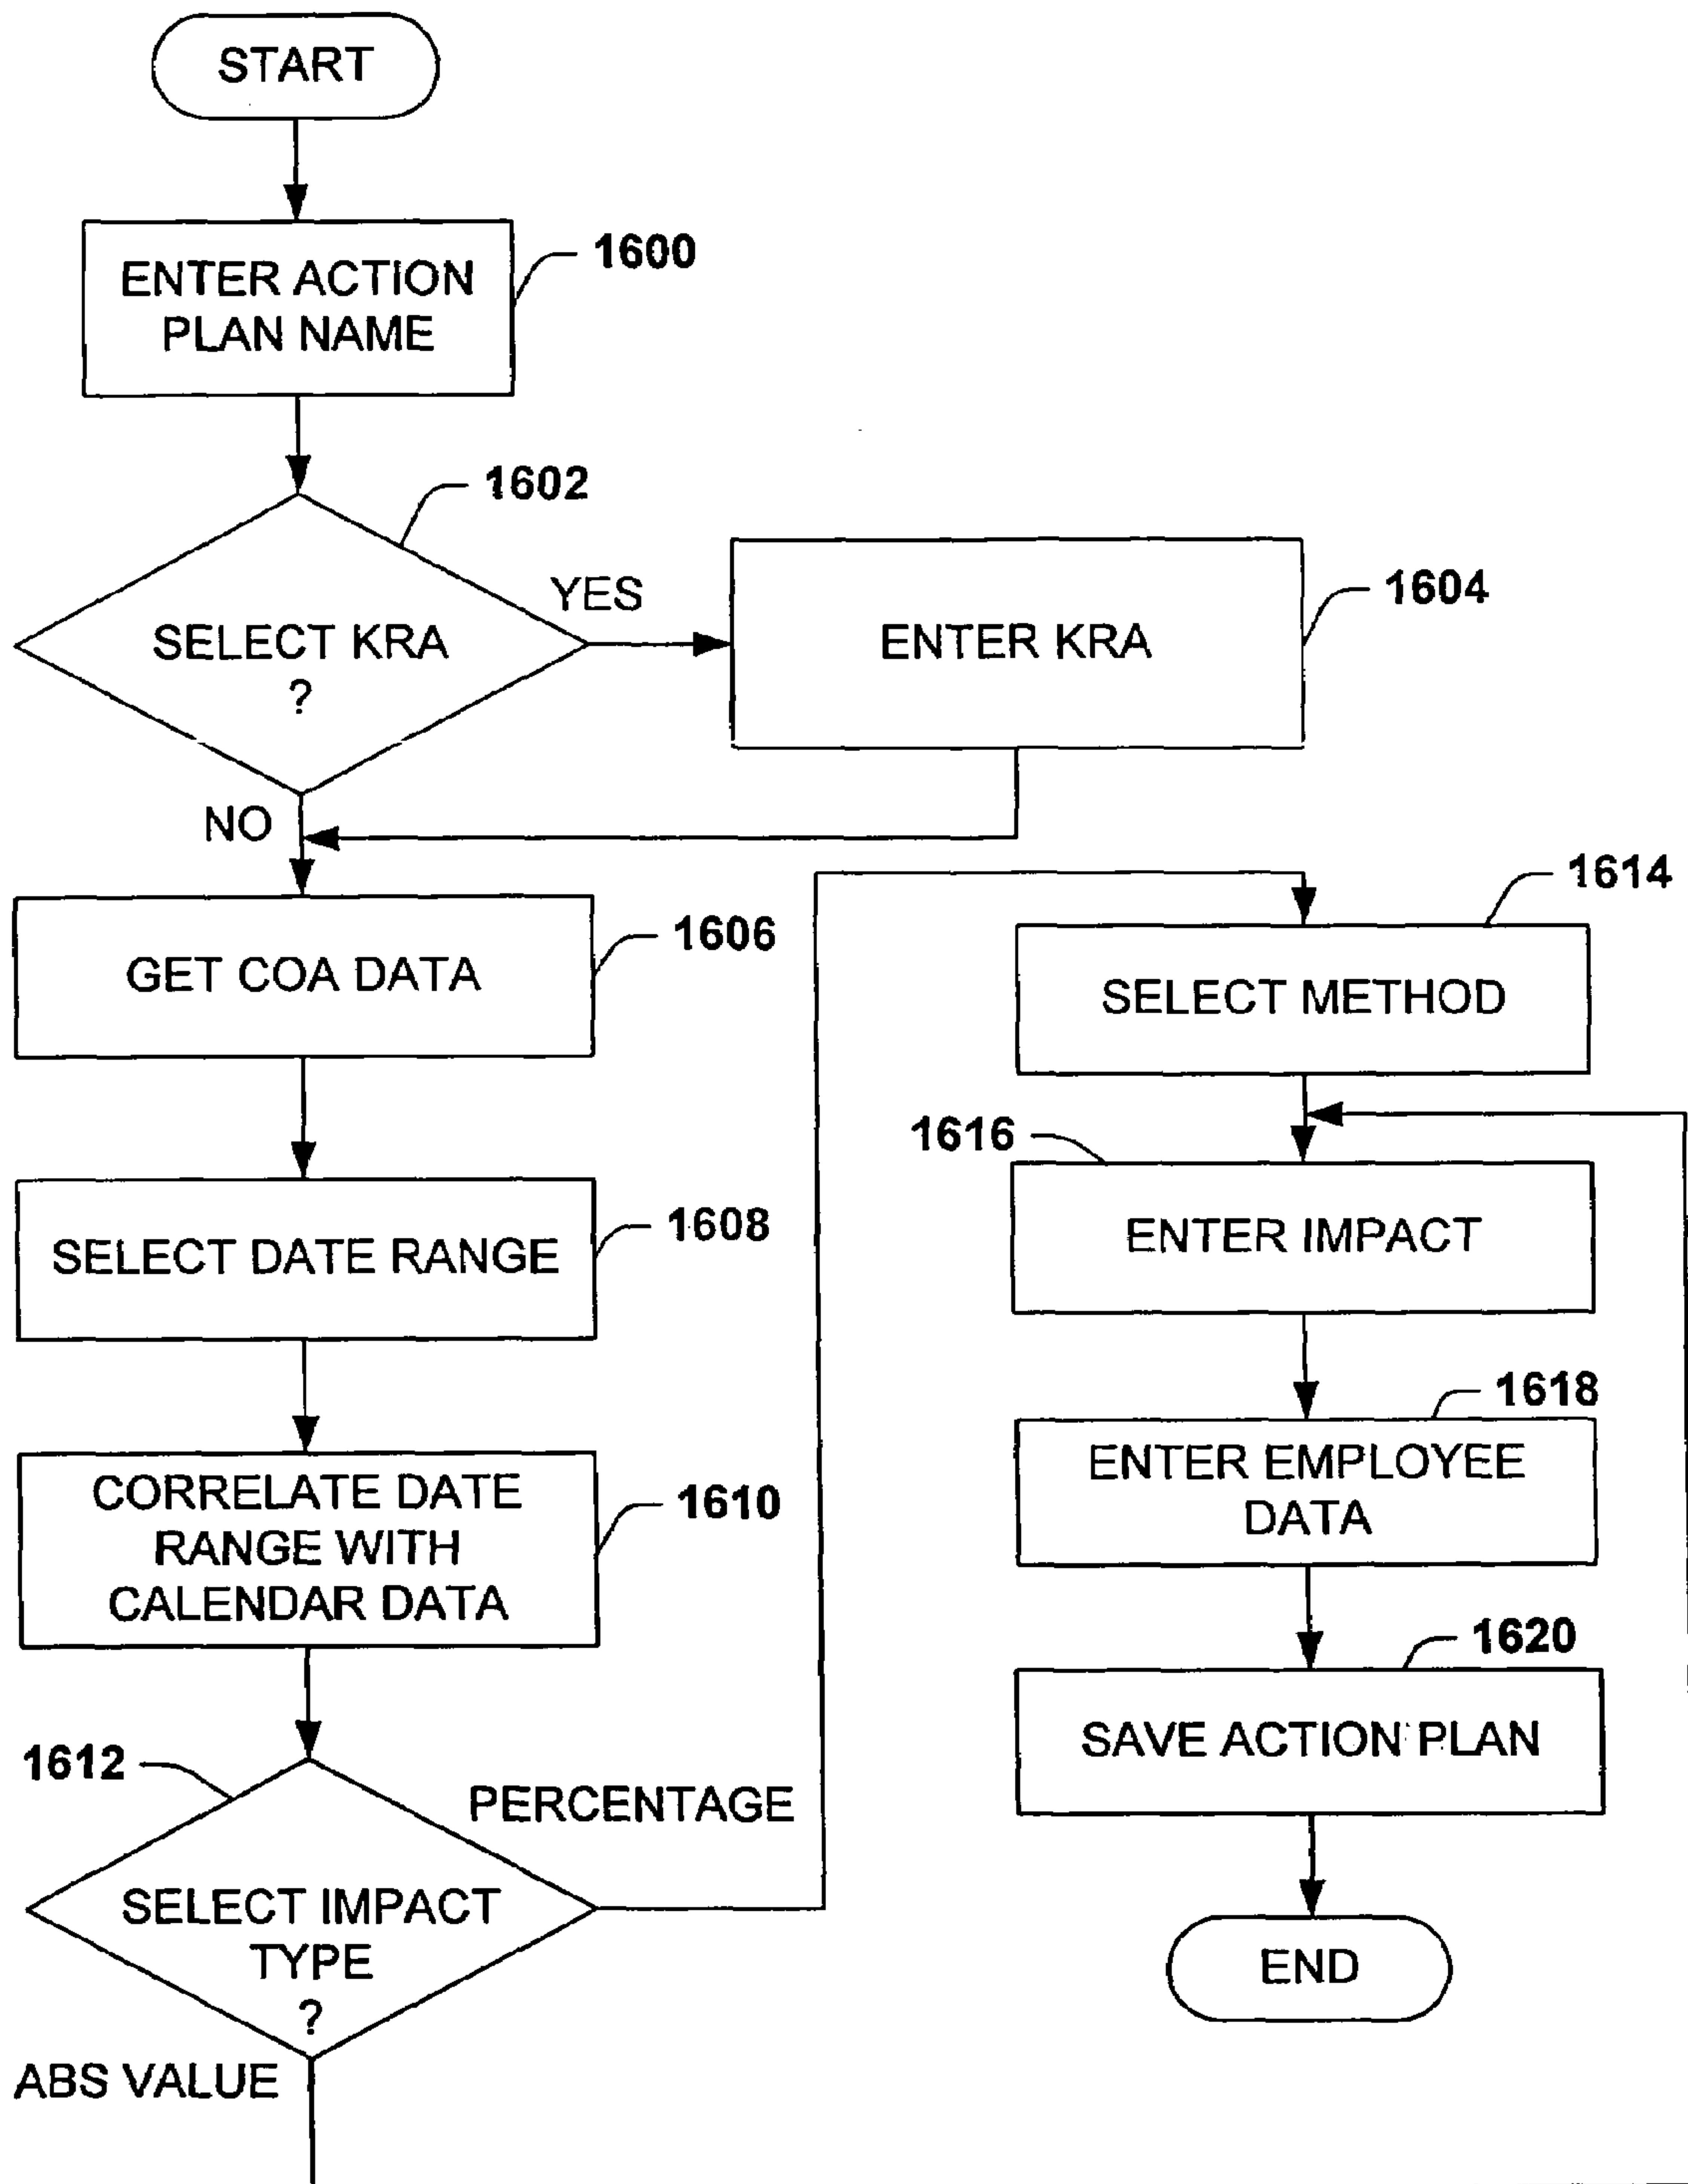 START
ENTER ACTION
PLAN NAME
1600
1602
SELECT KRA
?
YES
ENTER KRA
1604
NO
GET COA DATA
1606
SELECT DATE RANGE
1608
CORRELATE DATE
RANGE WITH
CALENDAR DATA
1610
1612
SELECT IMPACT
TYPE
?
PERCENTAGE
ABS VALUE
1614
SELECT METHOD
1616
ENTER IMPACT
1618
ENTER EMPLOYEE
DATA
1620
SAVE ACTION PLAN
END